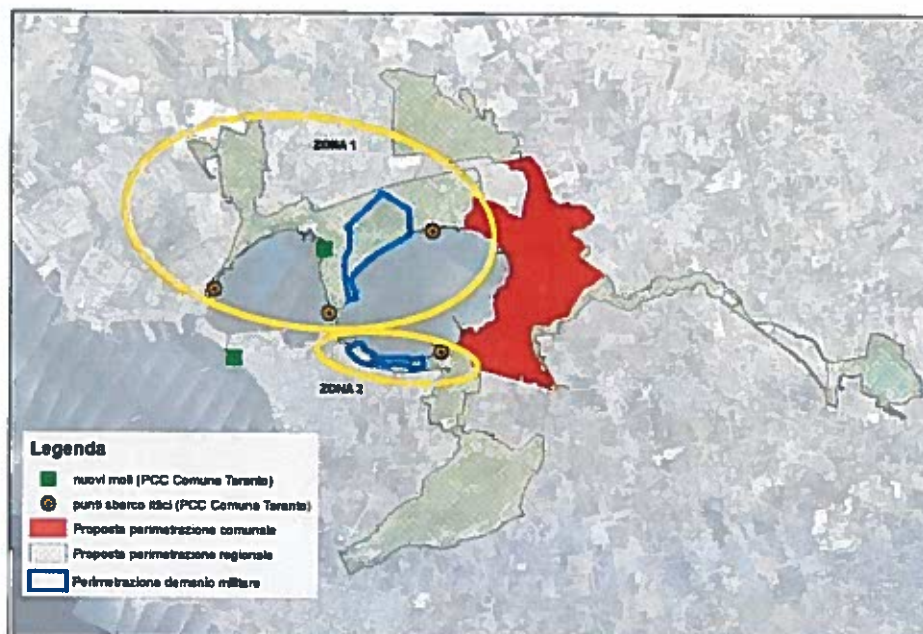 ZONA 1
ZONA 2
Legenda
nuovi moli (PCC Comune Taranto)
punti sbarco ittici (PCC Comune Taranto)
Proposta perimetrazione comunale
Proposta perimetrazione regionale
Perimetrazione demanio militare